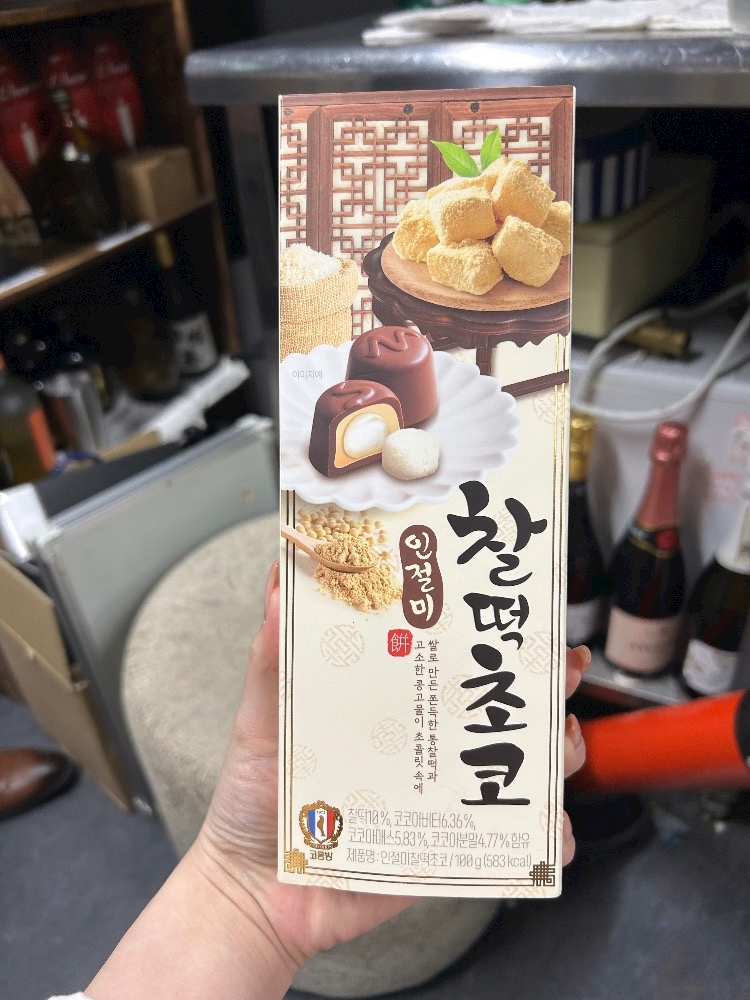 이미지예
찰떡초코
인절미
餠
쌀로 만든 쫀득한 통찰떡과
고소한 콩고물이 초콜릿 속에
찰떡10%, 코코아버터6.36%,
코코아매스5.83%, 코코아분말4.77% 함유
제품명 : 인절미찰떡초코 / 100g (583 kcal)
코롬방